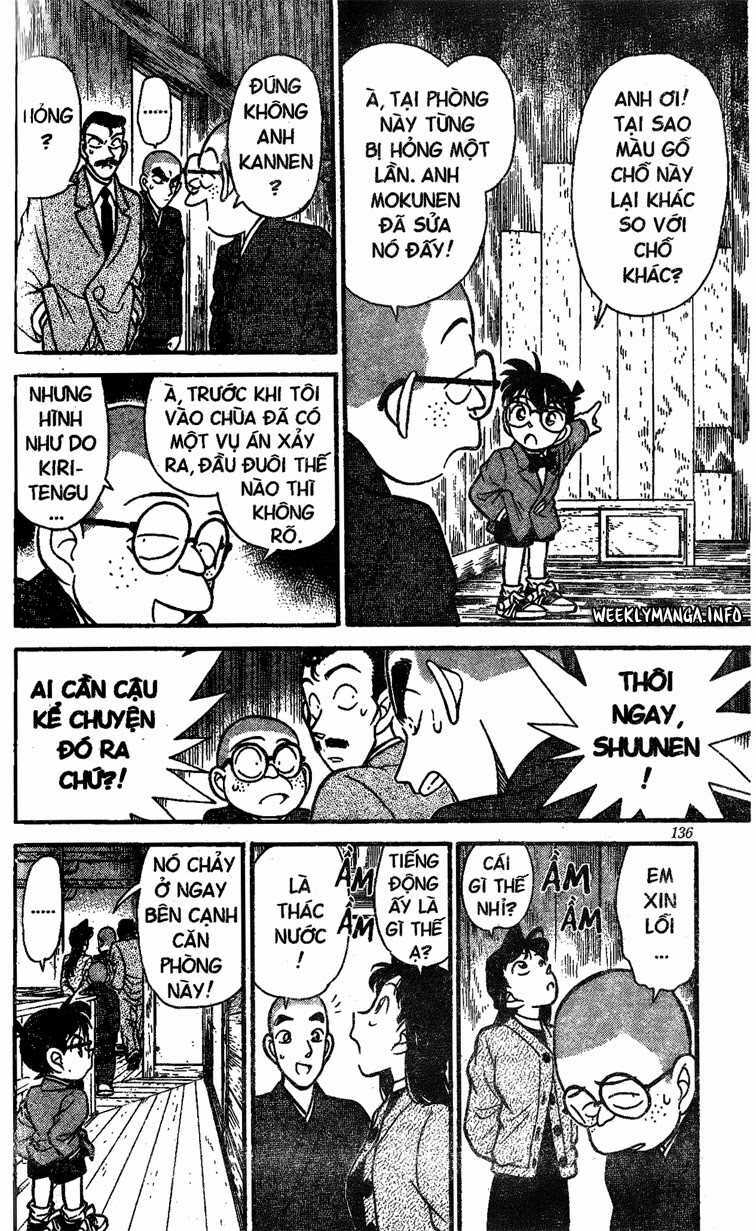 ANH ƠI!
TẠI SAO
MÀU GỖ
CHỖ NÀY
LẠI KHÁC
SO VỚI
CHỖ
KHÁC?
À, TẠI PHÒNG
NÀY TỪNG
BỊ HỎNG MỘT
LẦN. ANH
MOKUNEN
ĐÃ SỬA
NÓ ĐẤY!
WEEKLYMANGA.INFO
ĐÚNG
KHÔNG
ANH
KANNEN
?
......
HỎNG
?
À, TRƯỚC KHI TÔI
VÀO CHÙA ĐÃ CÓ
MỘT VỤ ÁN XẢY
RA, ĐẦU ĐUÔI THẾ
NÀO THÌ
KHÔNG
RÕ.
NHƯNG
HÌNH
NHƯ DO
KIRI-
TENGU
...
THÔI
NGAY,
SHUUNEN
!
AI CẦN CẬU
KỂ CHUYỆN
ĐÓ RA
CHỨ?!
136
EM
XIN
LỖI
...
ẦM
ẦM
CÁI
GÌ THẾ
NHỈ?
TIẾNG
ĐỘNG
ẤY LÀ
GÌ THẾ
Ạ?
ẦM
ẦM
LÀ
THÁC
NƯỚC
!
NÓ CHẢY
Ở NGAY
BÊN CẠNH
CĂN
PHÒNG
NÀY!
......